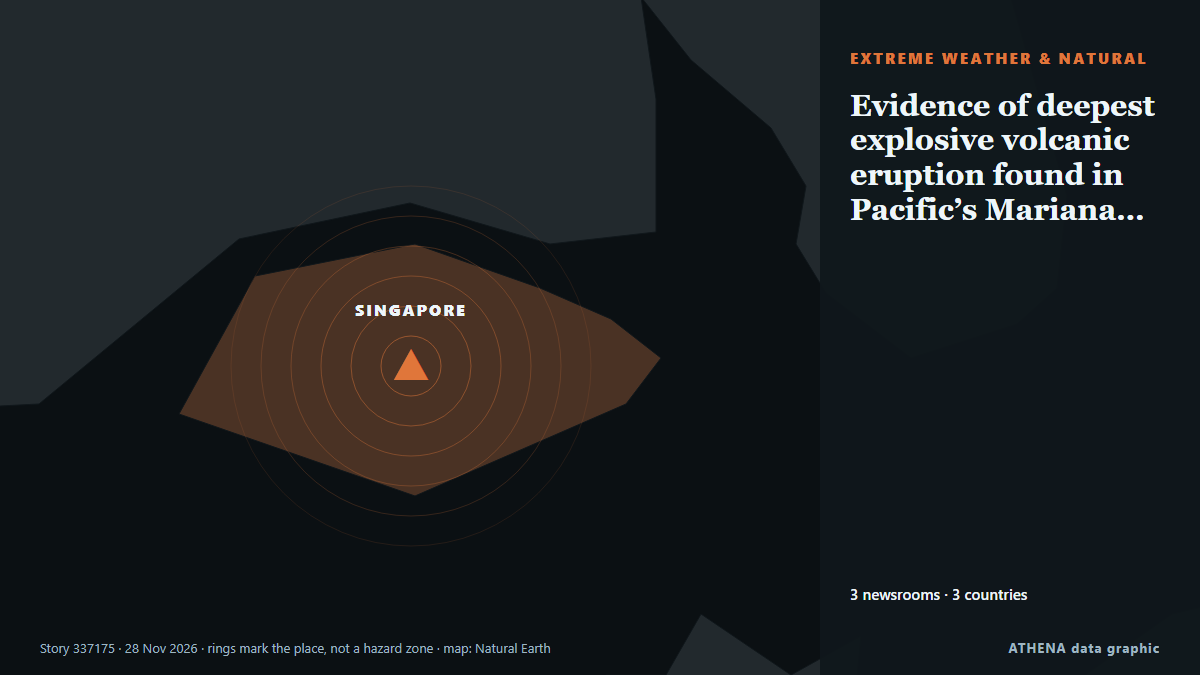 EXTREME WEATHER & NATURAL
Evidence of deepest
explosive volcanic
eruption found in
Pacific’s Mariana…
SINGAPORE
3 newsrooms · 3 countries
Story 337175 · 28 Nov 2026 · rings mark the place, not a hazard zone · map: Natural Earth
ATHENA data graphic